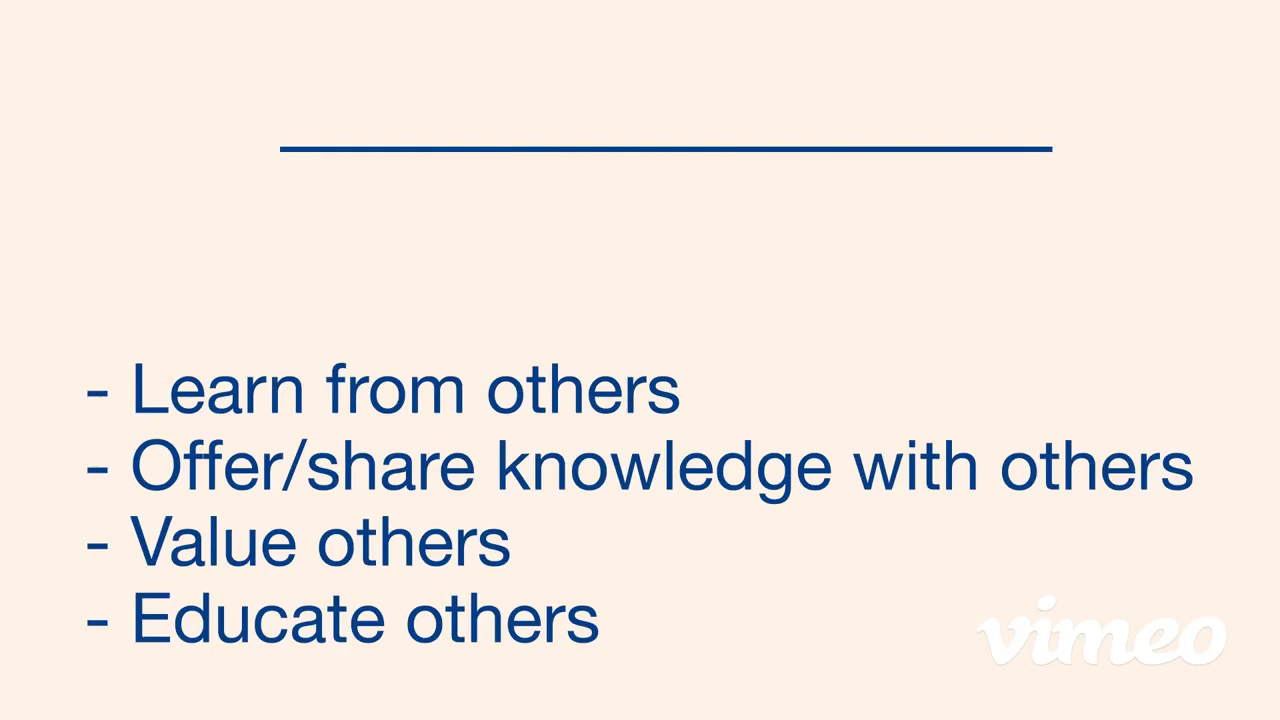 - Learn from others
- Offer/share knowledge with others
- Value others
- Educate others
vimeo